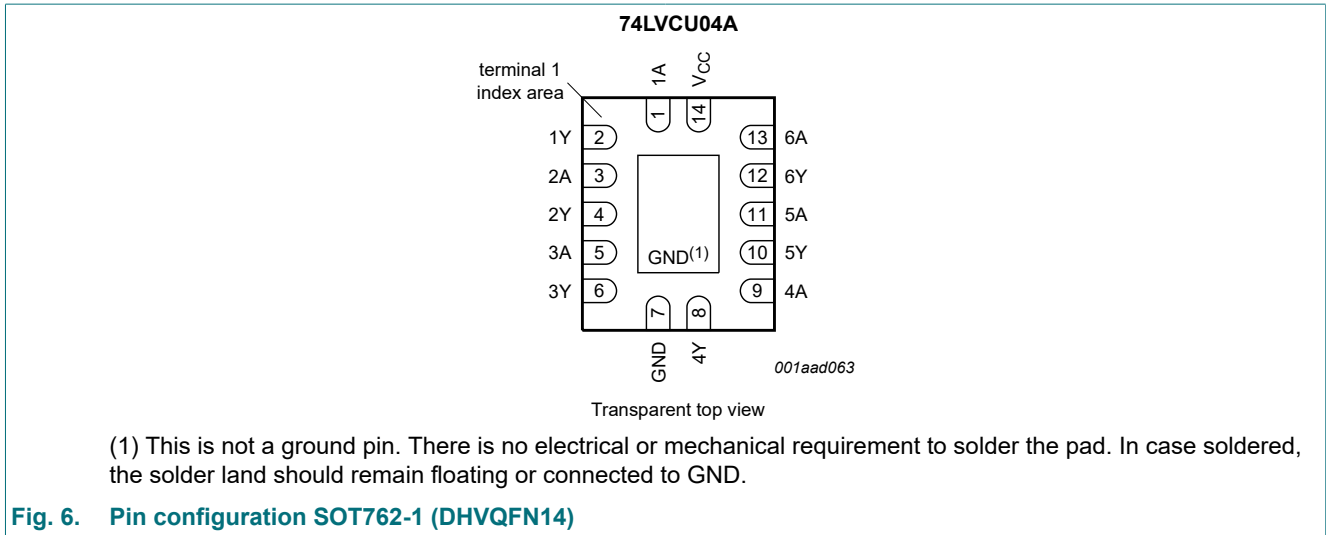 74LVCU04A
terminal 1
index area
1A
VCC
1
14
1Y 2
13 6A
2A 3
12 6Y
2Y 4
11 5A
3A 5
GND(1)
10 5Y
3Y 6
9 4A
7
8
GND
4Y
001aad063
Transparent top view
(1) This is not a ground pin. There is no electrical or mechanical requirement to solder the pad. In case soldered,
the solder land should remain floating or connected to GND.
Fig. 6. Pin configuration SOT762-1 (DHVQFN14)